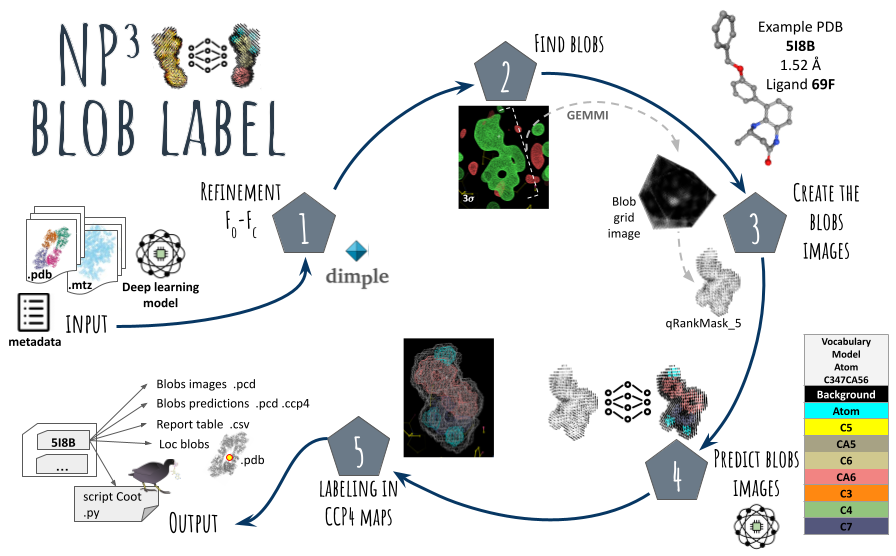 NP³
BLOB LABEL
.pdb
.mtz
Deep learning
model
metadata
INPUT
REFINEMENT
F₀-F꜀
1
dimple
2
FIND BLOBS
3σ
GEMMI
Blob
grid
image
qRankMask_5
Example PDB
5I8B
1.52 Å
Ligand 69F
3
CREATE THE
BLOBS
IMAGES
4
PREDICT BLOBS
IMAGES
Vocabulary
Model
Atom
C347CA56
Background
Atom
C5
CA5
C6
CA6
C3
C4
C7
5
LABELING IN
CCP4 MAPS
OUTPUT
Blobs images .pcd
Blobs predictions .pcd .ccp4
Report table .csv
Loc blobs
.pdb
5I8B
...
script Coot
.py